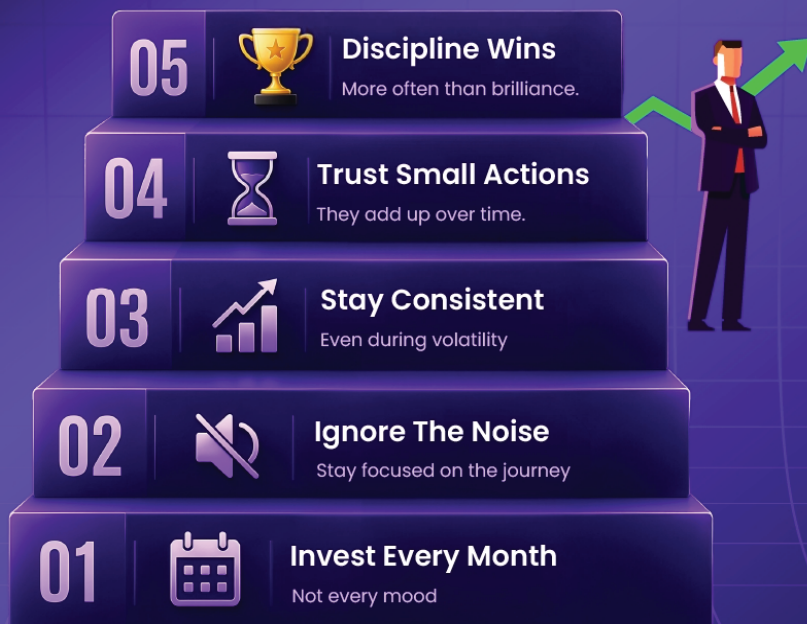 05
Discipline Wins
More often than brilliance.
04
Trust Small Actions
They add up over time.
03
Stay Consistent
Even during volatility
02
Ignore The Noise
Stay focused on the journey
01
Invest Every Month
Not every mood